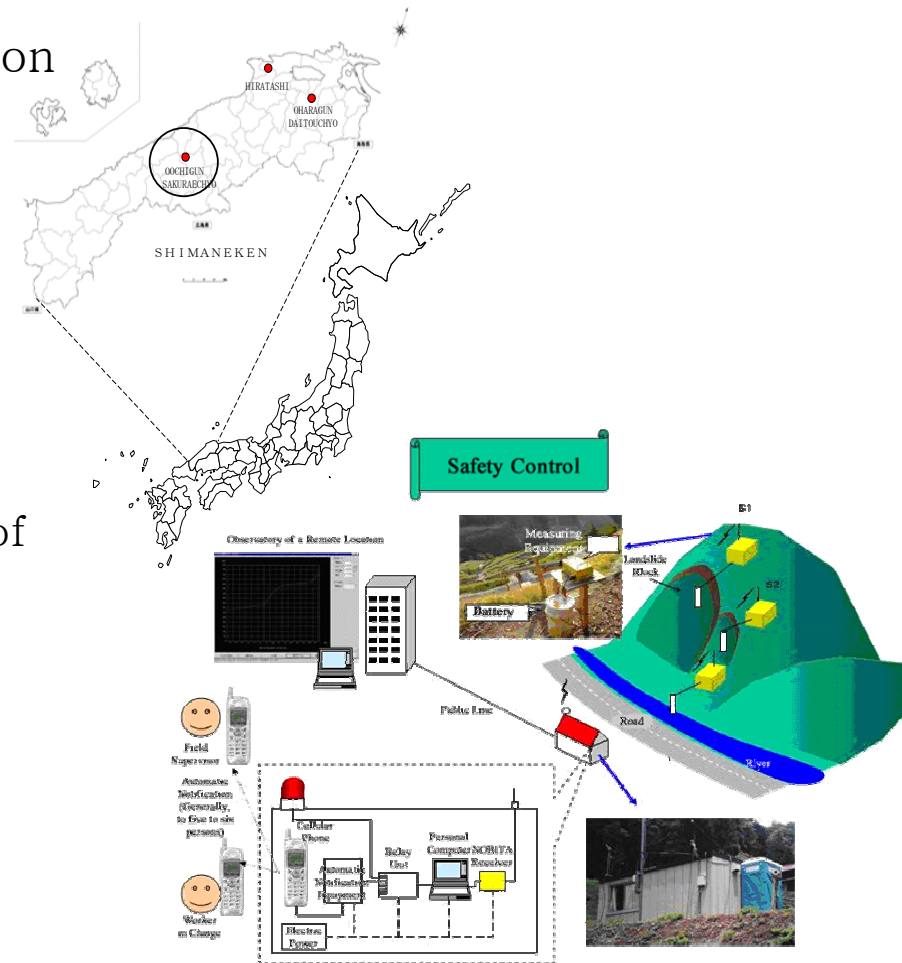 on
HIRATASHI
OHARAGUN
DAITOUCHYO
OOCHIGUN
SAKURAECHYO
SHIMANEKEN
of
Safety Control
S1
Observatory of a Remote Location
Measuring
Equipment
Landslide
Block
S2
Battery
Public Line
Road
River
Field
Supervisor
Automatic
Notification
(Generally,
to five to six
persons)
Worker
in Charge
Cellular
Phone
Automatic
Notification
Equipment
Relay
Unit
Personal
Computer
NOBITA
Receiver
Electric
Power